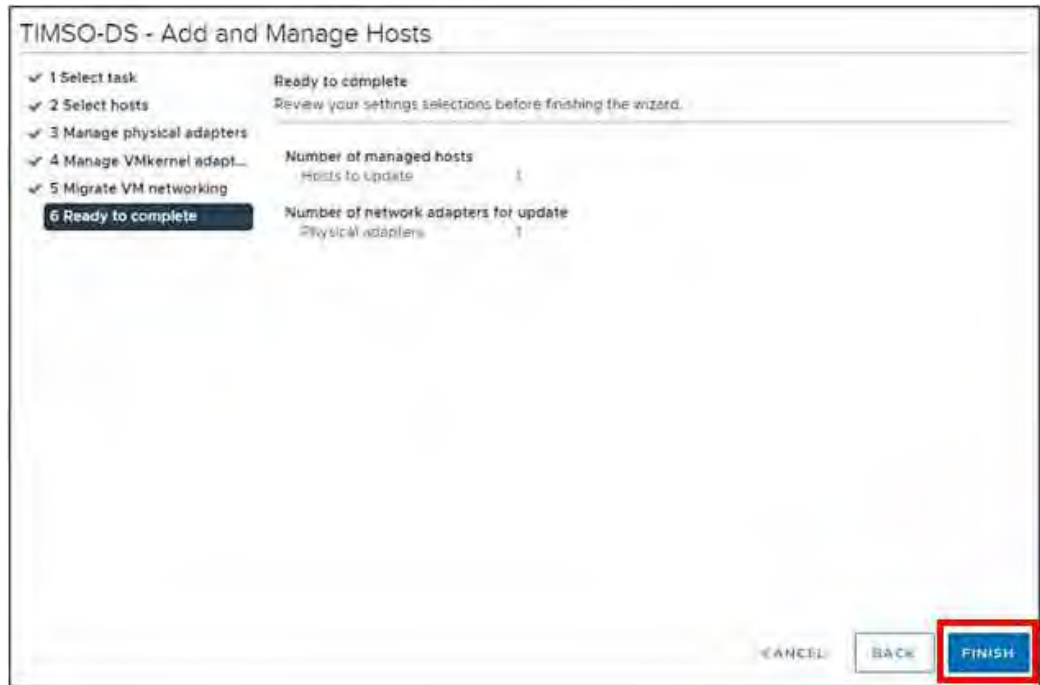 TIMSO-DS - Add and Manage Hosts
✔ 1 Select task
✔ 2 Select hosts
✔ 3 Manage physical adapters
✔ 4 Manage VMkernel adapt...
✔ 5 Migrate VM networking
6 Ready to complete
Ready to complete
Review your settings selections before finishing the wizard.
Number of managed hosts
Hosts to update 1
Number of network adapters for update
Physical adapters 1
CANCEL
BACK
FINISH